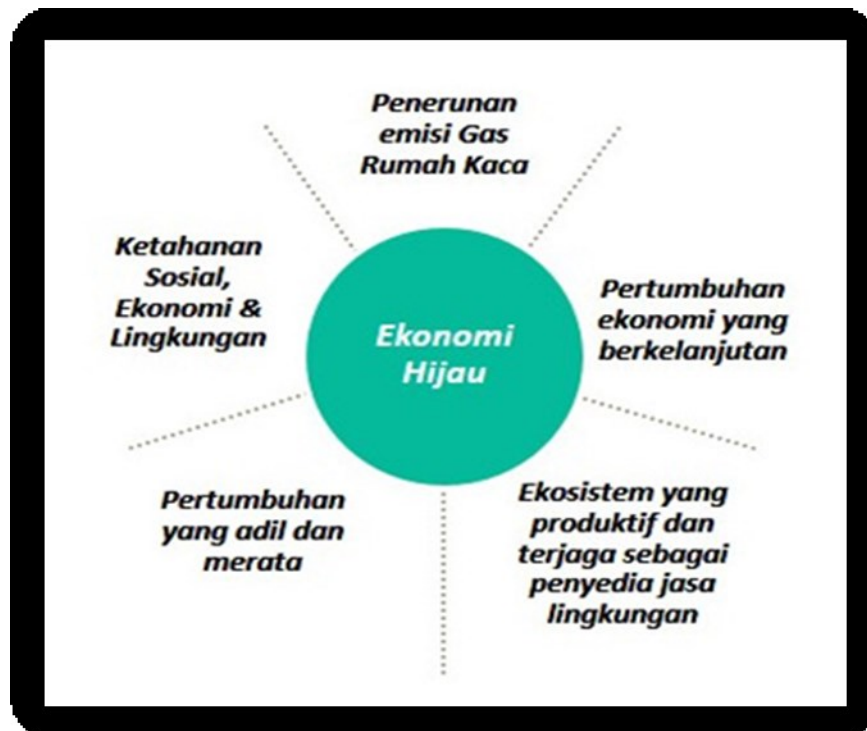 Penerunan
emisi Gas
Rumah Kaca
Ketahanan
Sosial,
Ekonomi &
Lingkungan
Pertumbuhan
ekonomi yang
berkelanjutan
Ekonomi
Hijau
Pertumbuhan
yang adil dan
merata
Ekosistem yang
produktif dan
terjaga sebagai
penyedia jasa
lingkungan